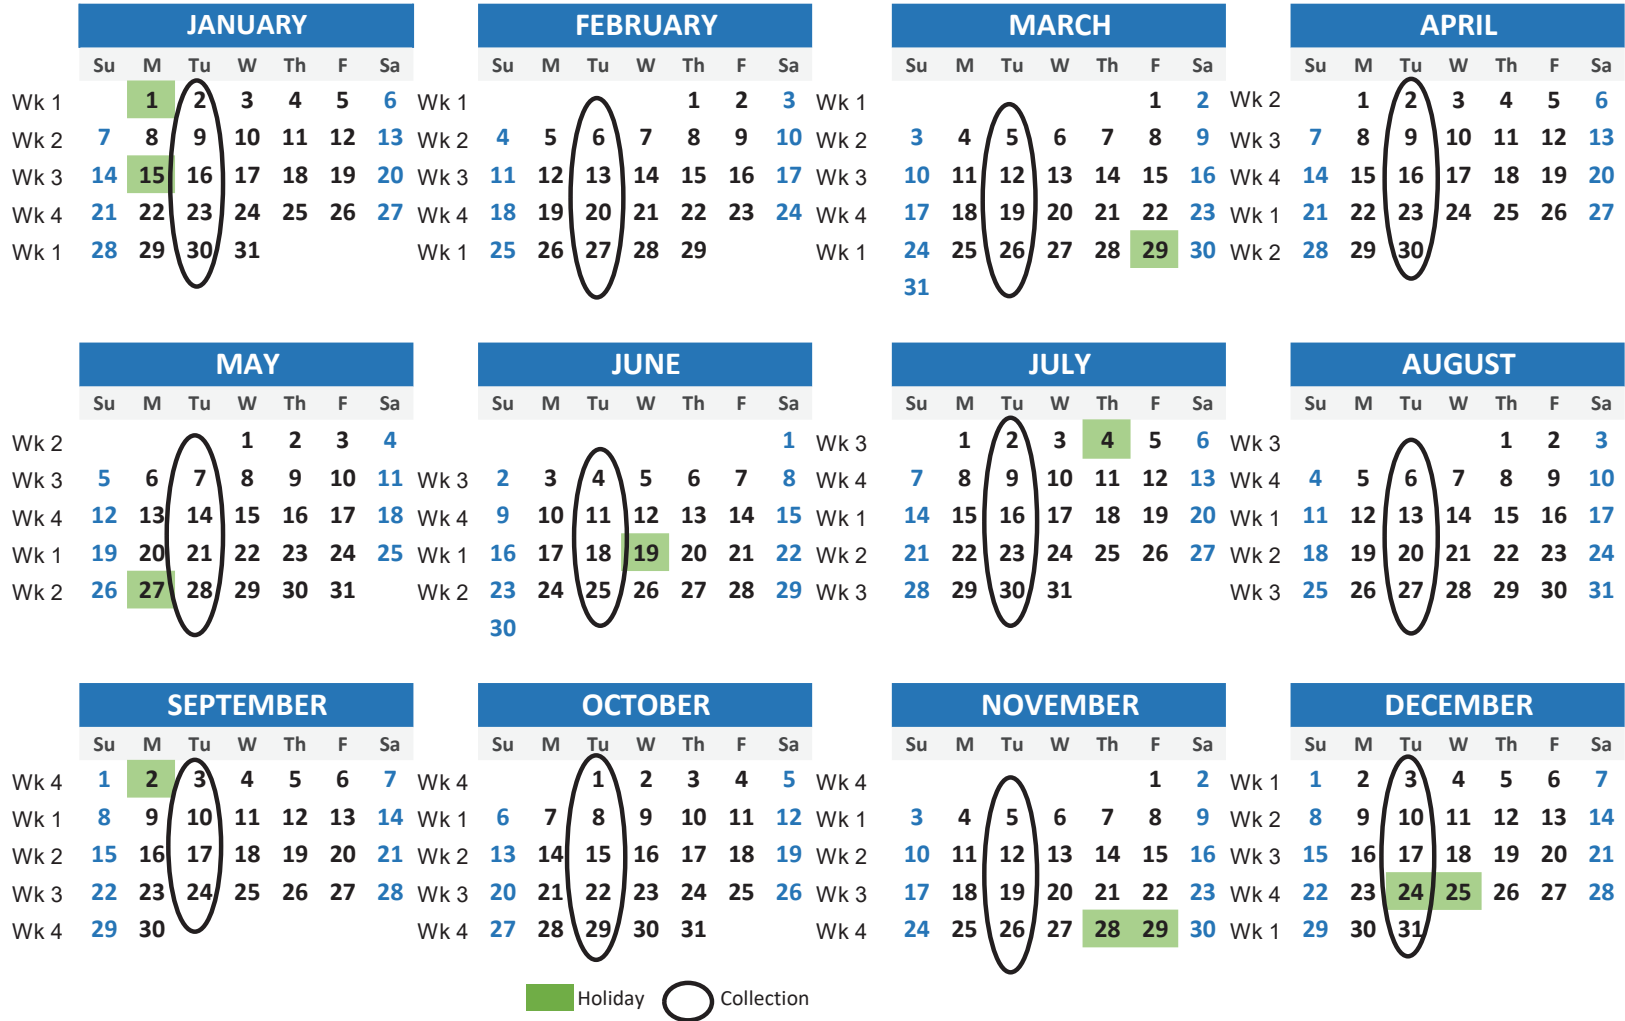 JANUARY FEBRUARY MARCH APRIL
Su M Tu W Th F Sa Su M Tu W Th F Sa Su M Tu W Th F Sa Su M Tu W Th F Sa
Wk 1 1 2 3 4 5 6 Wk 1 1 2 3 Wk 1 1 2 Wk 2 1 2 3 4 5 6
Wk 2 7 8 9 10 11 12 13 Wk 2 4 5 6 7 8 9 10 Wk 2 3 4 5 6 7 8 9 Wk 3 7 8 9 10 11 12 13
Wk 3 14 15 16 17 18 19 20 Wk 3 11 12 13 14 15 16 17 Wk 3 10 11 12 13 14 15 16 Wk 4 14 15 16 17 18 19 20
Wk 4 21 22 23 24 25 26 27 Wk 4 18 19 20 21 22 23 24 Wk 4 17 18 19 20 21 22 23 Wk 1 21 22 23 24 25 26 27
Wk 1 28 29 30 31 Wk 1 25 26 27 28 29 Wk 1 24 25 26 27 28 29 30 Wk 2 28 29 30
31
MAY JUNE JULY AUGUST
Su M Tu W Th F Sa Su M Tu W Th F Sa Su M Tu W Th F Sa Su M Tu W Th F Sa
Wk 2 1 2 3 4 1 Wk 3 1 2 3 4 5 6 Wk 3 1 2 3
Wk 3 5 6 7 8 9 10 11 Wk 3 2 3 4 5 6 7 8 Wk 4 7 8 9 10 11 12 13 Wk 4 4 5 6 7 8 9 10
Wk 4 12 13 14 15 16 17 18 Wk 4 9 10 11 12 13 14 15 Wk 1 14 15 16 17 18 19 20 Wk 1 11 12 13 14 15 16 17
Wk 1 19 20 21 22 23 24 25 Wk 1 16 17 18 19 20 21 22 Wk 2 21 22 23 24 25 26 27 Wk 2 18 19 20 21 22 23 24
Wk 2 26 27 28 29 30 31 Wk 2 23 24 25 26 27 28 29 Wk 3 28 29 30 31 Wk 3 25 26 27 28 29 30 31
30
SEPTEMBER OCTOBER NOVEMBER DECEMBER
Su M Tu W Th F Sa Su M Tu W Th F Sa Su M Tu W Th F Sa Su M Tu W Th F Sa
Wk 4 1 2 3 4 5 6 7 Wk 4 1 2 3 4 5 Wk 4 1 2 Wk 1 1 2 3 4 5 6 7
Wk 1 8 9 10 11 12 13 14 Wk 1 6 7 8 9 10 11 12 Wk 1 3 4 5 6 7 8 9 Wk 2 8 9 10 11 12 13 14
Wk 2 15 16 17 18 19 20 21 Wk 2 13 14 15 16 17 18 19 Wk 2 10 11 12 13 14 15 16 Wk 3 15 16 17 18 19 20 21
Wk 3 22 23 24 25 26 27 28 Wk 3 20 21 22 23 24 25 26 Wk 3 17 18 19 20 21 22 23 Wk 4 22 23 24 25 26 27 28
Wk 4 29 30 Wk 4 27 28 29 30 31 Wk 4 24 25 26 27 28 29 30 Wk 1 29 30 31
Holiday Collection